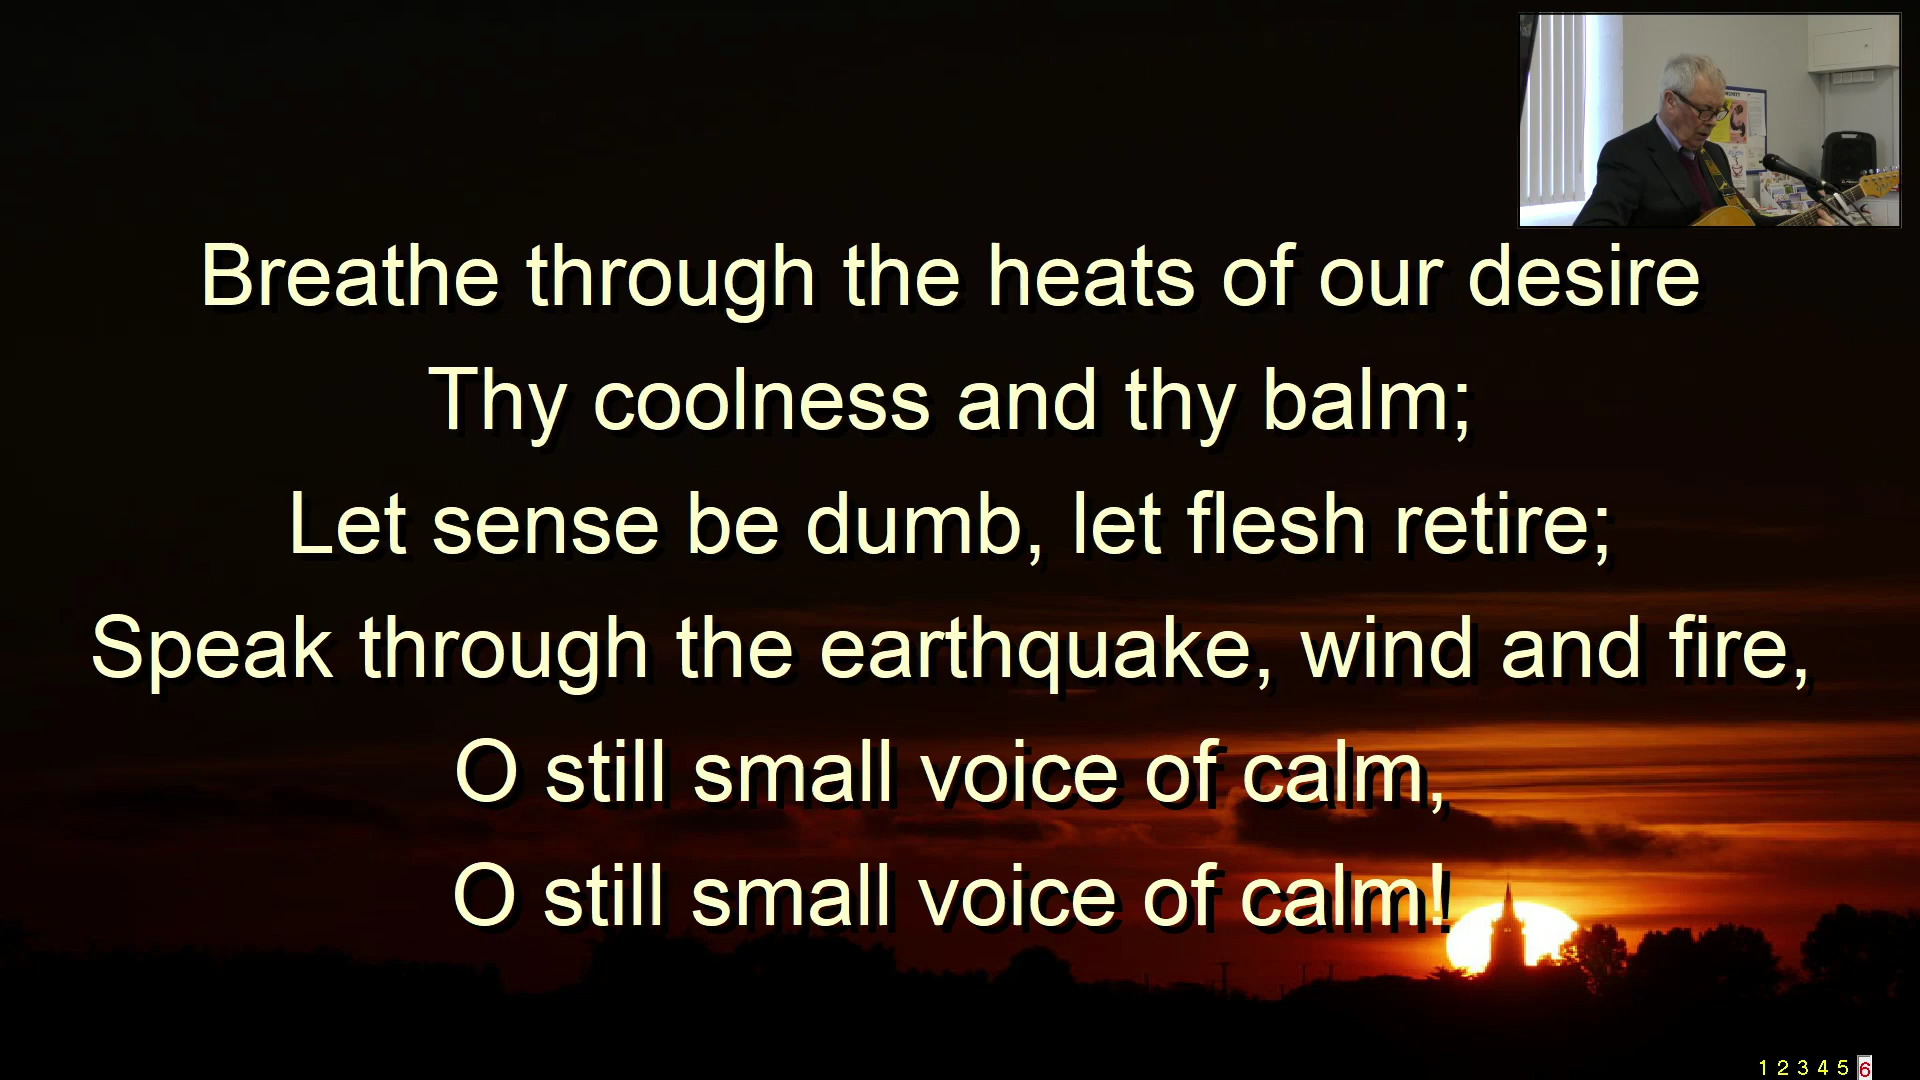 Breathe through the heats of our desire
Thy coolness and thy balm;
Let sense be dumb, let flesh retire;
Speak through the earthquake, wind and fire,
O still small voice of calm,
O still small voice of calm!
1 2 3 4 5 6